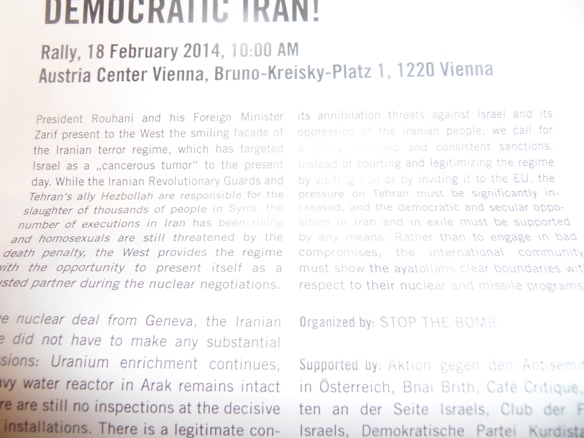 DEMOCRATIC IRAN!
Rally, 18 February 2014, 10:00 AM
Austria Center Vienna, Bruno-Kreisky-Platz 1, 1220 Vienna
President Rouhani and his Foreign Minister
Zarif present to the West the smiling facade of
the Iranian terror regime, which has targeted
Israel as a „cancerous tumor“ to the present
day. While the Iranian Revolutionary Guards and
Tehran's ally Hezbollah are responsible for the
slaughter of thousands of people in Syria, the
number of executions in Iran has been rising
and homosexuals are still threatened by the
death penalty, the West provides the regime
with the opportunity to present itself as a
usted partner during the nuclear negotiations.
e nuclear deal from Geneva, the Iranian
e did not have to make any substantial
sions: Uranium enrichment continues,
avy water reactor in Arak remains intact
re are still no inspections at the decisive
installations. There is a legitimate con-
its annihilation threats against Israel and its
oppression of the Iranian people, we call for
a policy of sharp and consistent sanctions.
Instead of courting and legitimizing the regime
by visiting Iran or by inviting it to the EU, the
pressure on Tehran must be significantly in-
creased, and the democratic and secular oppo-
sition in Iran and in exile must be supported
by any means. Rather than to engage in bad
compromises, the international community
must show the ayatollahs clear boundaries wit
respect to their nuclear and missile programs
Organized by: STOP THE BOMB
Supported by: Aktion gegen den Antisemit
in Österreich, Bnai Brith, Café Critique,
ten an der Seite Israels, Club der F
Israels, Demokratische Partei Kurdist